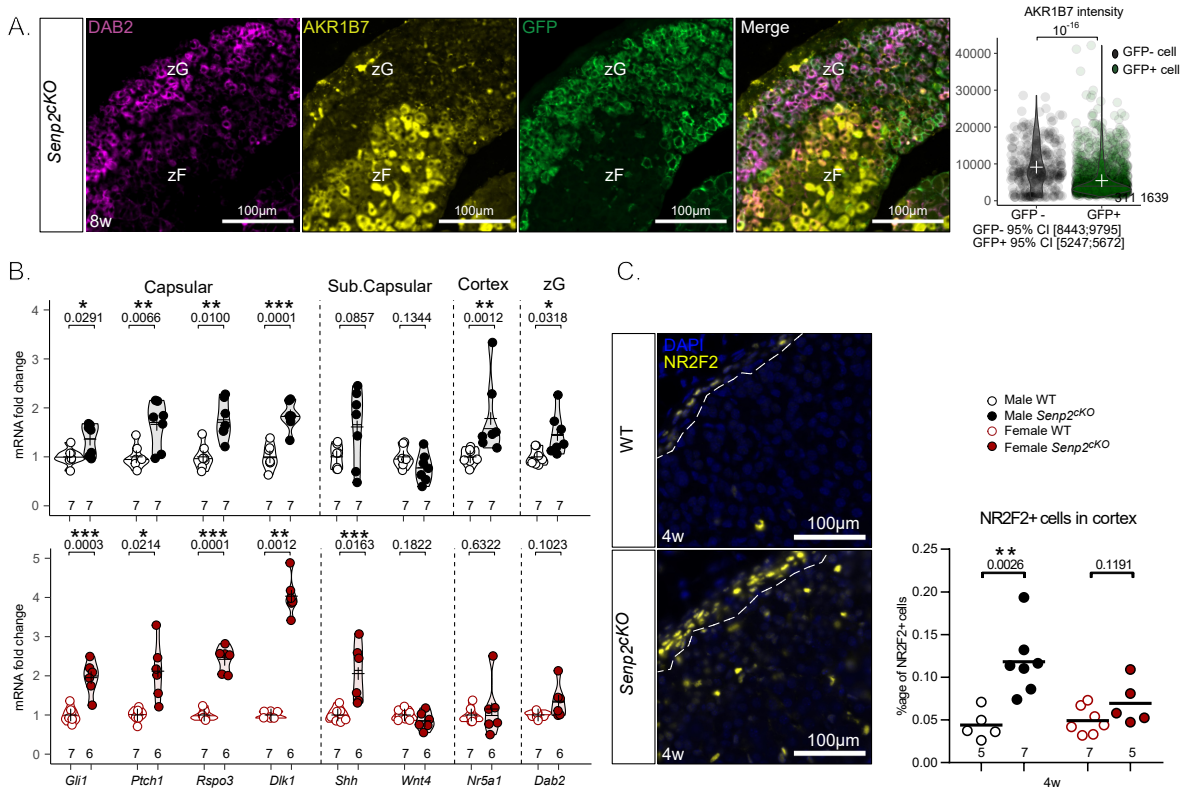 A.
Senp2cKO
DAB2
zG
zF
8w
100µm
AKR1B7
zG
zF
100µm
GFP
100µm
Merge
zG
zF
100µm
AKR1B7 intensity
10-16
GFP- cell
GFP+ cell
40000
30000
20000
10000
0
311 1639
GFP - GFP+
GFP- 95% CI [8443;9795]
GFP+ 95% CI [5247;5672]
B.
Capsular Sub.Capsular Cortex zG
mRNA fold change
4
3
2
1
0
* ** ** *** ** *
0.0291 0.0066 0.0100 0.0001 0.0857 0.1344 0.0012 0.0318
7 7 7 7 7 7 7 7 7 7 7 7 7 7 7 7
mRNA fold change
5
4
3
2
1
0
*** * *** ** ***
0.0003 0.0214 0.0001 0.0012 0.0163 0.1822 0.6322 0.1023
7 6 7 6 7 6 7 6 7 6 7 6 7 6 7 6
Gli1 Ptch1 Rspo3 Dlk1 Shh Wnt4 Nr5a1 Dab2
C.
WT
DAPI
NR2F2
4w
100µm
Senp2cKO
4w
100µm
Male WT
Male Senp2cKO
Female WT
Female Senp2cKO
NR2F2+ cells in cortex
%age of NR2F2+ cells
0.25
0.20
0.15
0.10
0.05
0.00
**
0.0026 0.1191
5 7 7 5
4w